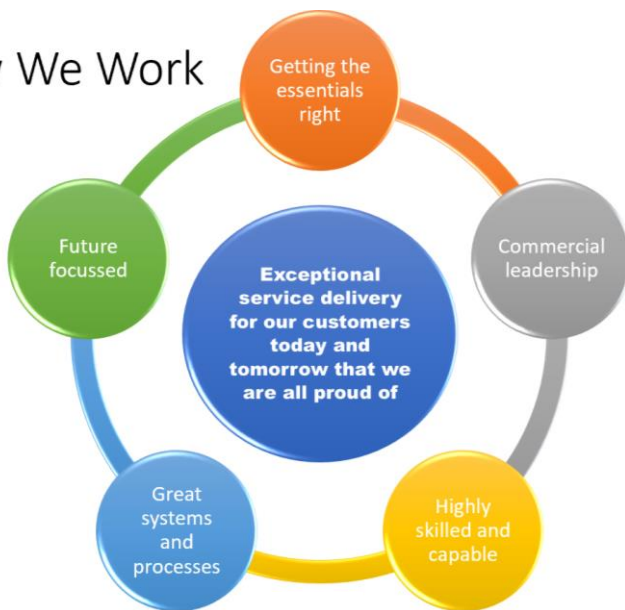 We Work
Getting the
essentials
right
Commercial
leadership
Highly
skilled and
capable
Great
systems
and
processes
Future
focussed
Exceptional
service delivery
for our customers
today and
tomorrow that we
are all proud of